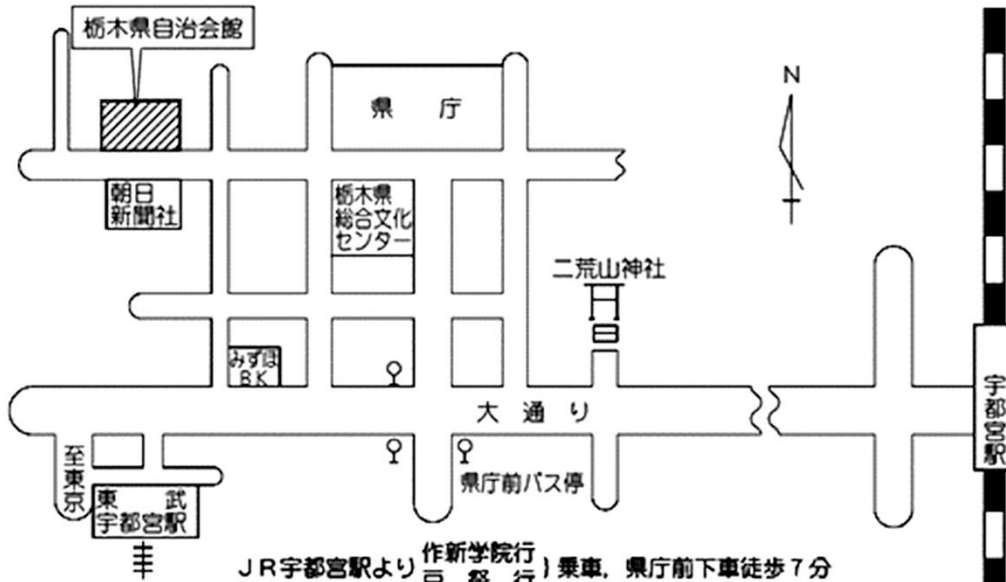 栃木県自治会館
N
県 庁
朝日
新聞社
栃木県
総合文化
センター
二荒山神社
みずほ
BK
大 通 り
宇都宮駅
至東京
県庁前バス停
東 武
宇都宮駅
JR宇都宮駅より 作新学院行 }乗車,県庁前下車徒歩7分